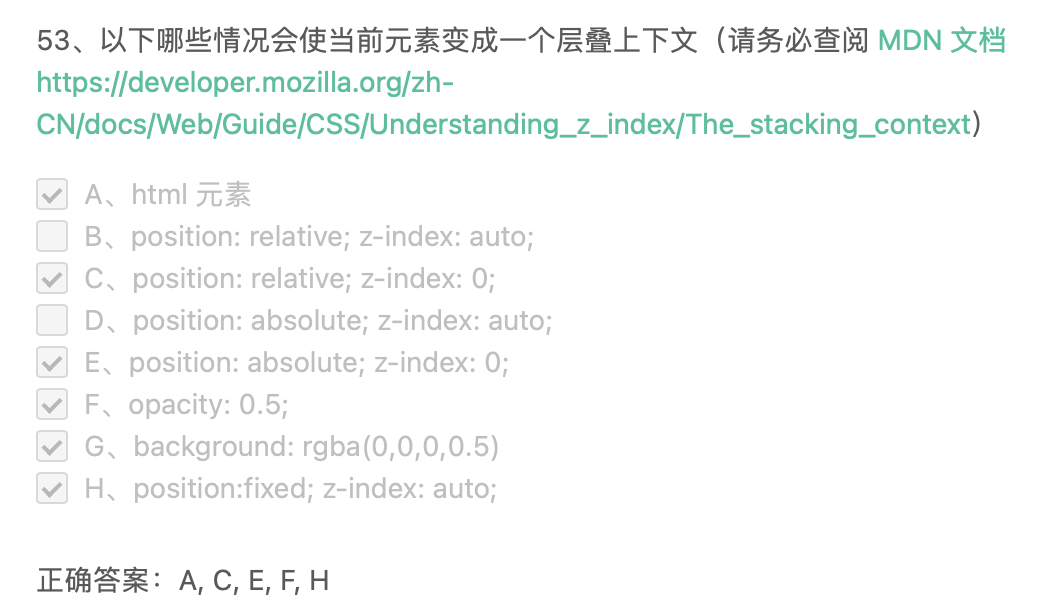 53、以下哪些情况会使当前元素变成一个层叠上下文（请务必查阅 MDN 文档
https://developer.mozilla.org/zh-
CN/docs/Web/Guide/CSS/Understanding_z_index/The_stacking_context）
A、html 元素
B、position: relative; z-index: auto;
C、position: relative; z-index: 0;
D、position: absolute; z-index: auto;
E、position: absolute; z-index: 0;
F、opacity: 0.5;
G、background: rgba(0,0,0,0.5)
H、position:fixed; z-index: auto;
正确答案：A, C, E, F, H